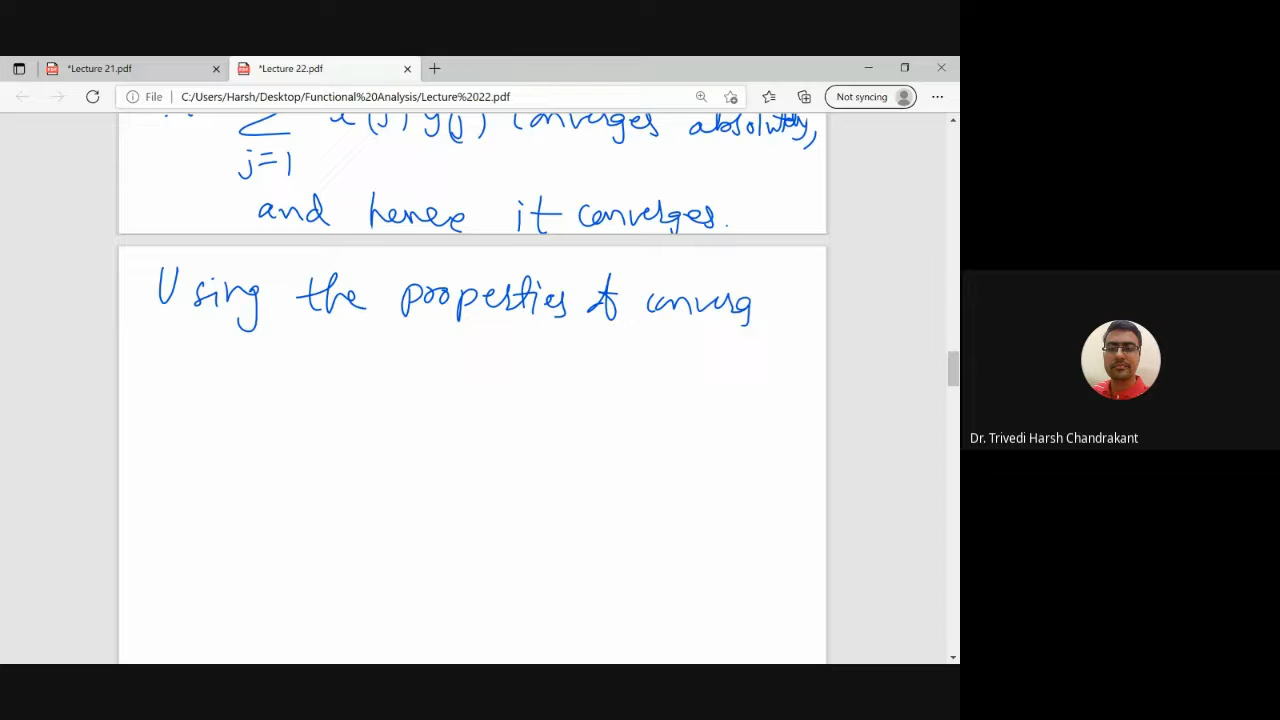 *Lecture 21.pdf
*Lecture 22.pdf
File
C:/Users/Harsh/Desktop/Functional%20Analysis/Lecture%2022.pdf
Not syncing
∑ x(j) y(j) converges absolutely,
j=1
and hence it converges.
Using the properties of converg
Dr. Trivedi Harsh Chandrakant